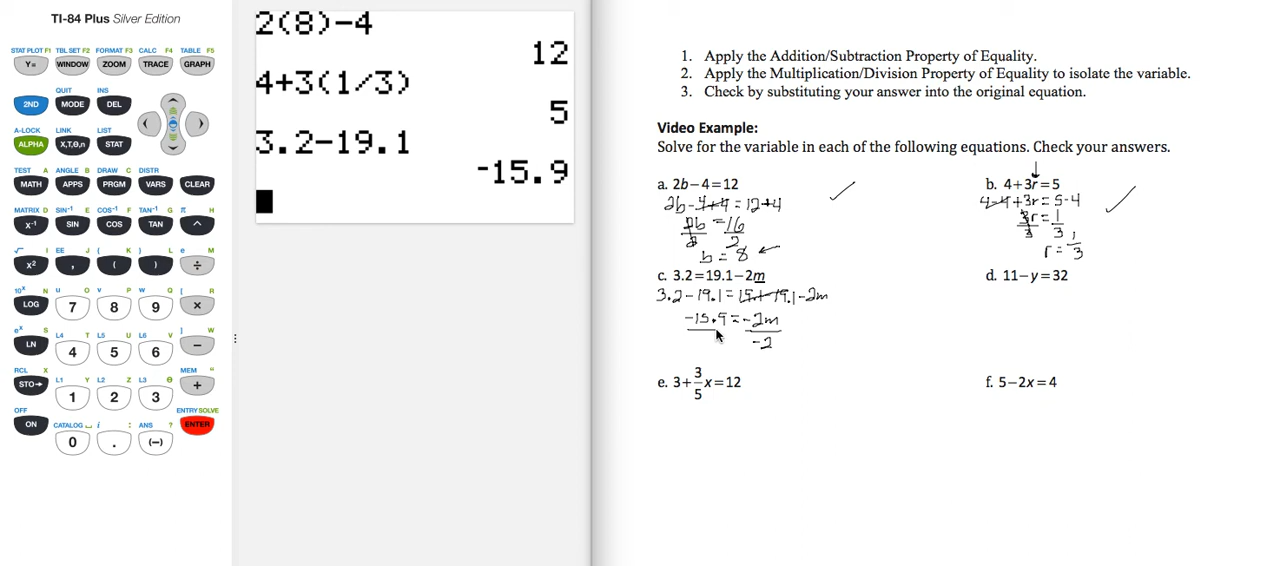 TI-84 Plus Silver Edition
STAT PLOT F1 TBL SET F2 FORMAT F3 CALC F4 TABLE F5
Y= WINDOW ZOOM TRACE GRAPH
QUIT INS
2ND MODE DEL
A-LOCK LINK LIST
ALPHA X,T,θ,n STAT
TEST A ANGLE B DRAW C DISTR
MATH APPS PRGM VARS CLEAR
MATRIX D SIN⁻¹ E COS⁻¹ F TAN⁻¹ G π H
x⁻¹ SIN COS TAN ^
√ I EE J { K } L e M
x² , ( ) ÷
10ˣ N u O v P w Q [ R
LOG 7 8 9 ×
eˣ S L4 T L5 U L6 V ] W
LN 4 5 6 −
RCL X L1 Y L2 Z L3 θ MEM "
STO→ 1 2 3 +
OFF CATALOG ␣ i : ANS ? ENTRY SOLVE
ON 0 . (−) ENTER
2(8)-4
12
4+3(1/3)
5
3.2-19.1
-15.9
1. Apply the Addition/Subtraction Property of Equality.
2. Apply the Multiplication/Division Property of Equality to isolate the variable.
3. Check by substituting your answer into the original equation.
Video Example:
Solve for the variable in each of the following equations. Check your answers.
a. 2b−4=12
2b-4+4=12+4
2b = 16
2 2
b = 8
b. 4+3r=5
4-4+3r=5-4
3r = 1
3 3
r = 1/3
c. 3.2=19.1−2m
3.2-19.1=19.1-19.1-2m
-15.9=-2m
-2
d. 11−y=32
e. 3+3/5x=12
f. 5−2x=4